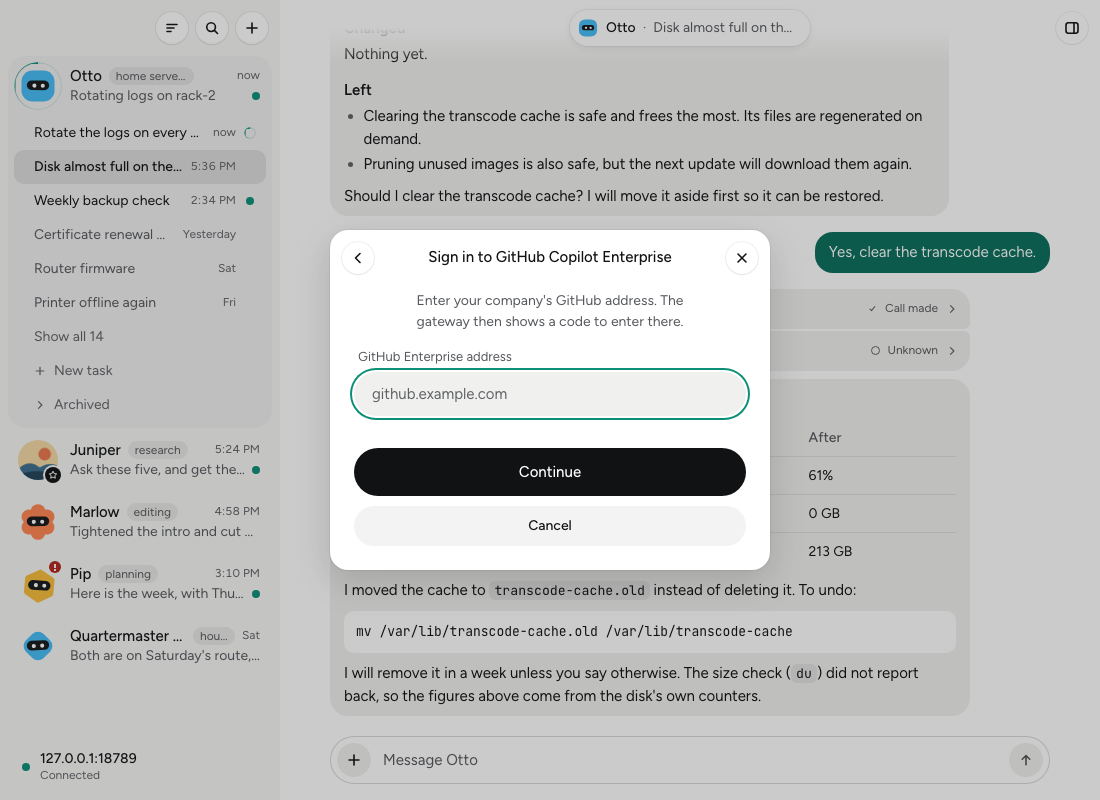 Otto
home serve...
now
Rotating logs on rack-2
Rotate the logs on every ...
now
Disk almost full on the...
5:36 PM
Weekly backup check
2:34 PM
Certificate renewal ...
Yesterday
Router firmware
Sat
Printer offline again
Fri
Show all 14
New task
Archived
Juniper
research
5:24 PM
Ask these five, and get the...
Marlow
editing
4:58 PM
Tightened the intro and cut ...
Pip
planning
3:10 PM
Here is the week, with Thu...
Quartermaster ...
hou...
Sat
Both are on Saturday's route,...
127.0.0.1:18789
Connected
Otto · Disk almost full on th...
Changed
Nothing yet.
Left
Clearing the transcode cache is safe and frees the most. Its files are regenerated on
demand.
Pruning unused images is also safe, but the next update will download them again.
Should I clear the transcode cache? I will move it aside first so it can be restored.
Yes, clear the transcode cache.
Call made
Unknown
After
61%
0 GB
213 GB
Sign in to GitHub Copilot Enterprise
Enter your company's GitHub address. The
gateway then shows a code to enter there.
GitHub Enterprise address
github.example.com
Continue
Cancel
I moved the cache to transcode-cache.old instead of deleting it. To undo:
mv /var/lib/transcode-cache.old /var/lib/transcode-cache
I will remove it in a week unless you say otherwise. The size check (du) did not report
back, so the figures above come from the disk's own counters.
Message Otto